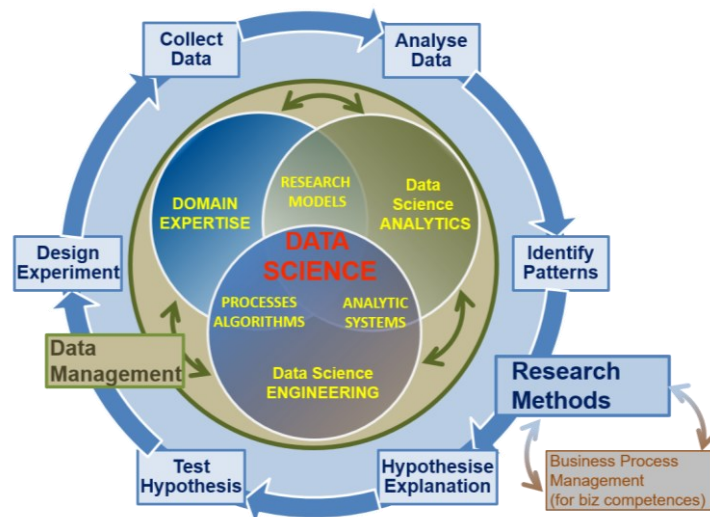 Collect
Data
Analyse
Data
DOMAIN
EXPERTISE
RESEARCH
MODELS
Data
Science
ANALYTICS
DATA
SCIENCE
Design
Experiment
Identify
Patterns
PROCESSES
ALGORITHMS
ANALYTIC
SYSTEMS
Data
Management
Data Science
ENGINEERING
Research
Methods
Test
Hypothesis
Hypothesise
Explanation
Business Process
Management
(for biz competences)